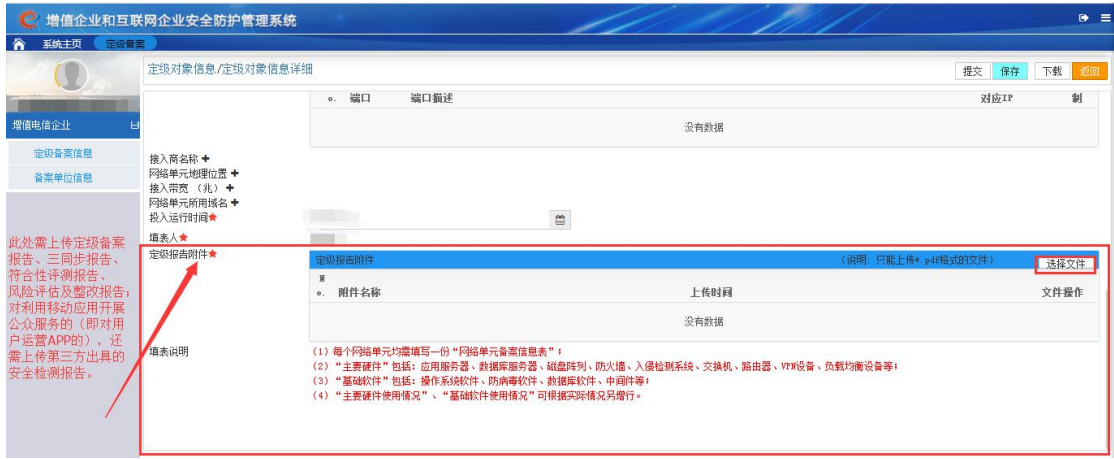 增值企业和互联网企业安全防护管理系统
系统主页 定级备案
定级对象信息/定级对象信息详细
提交 保存 下载 返回
o. 端口 端口描述 对应IP 制
没有数据
增值电信企业
定级备案信息
备案单位信息
接入商名称
网络单元地理位置
接入带宽 （兆）
网络单元所用域名
投入运行时间
填表人
定级报告附件
定级报告附件 （说明：只能上传*.pdf格式的文件） 选择文件
N
o. 附件名称 上传时间 文件操作
没有数据
此处需上传定级备案
报告、三同步报告、
符合性评测报告、
风险评估及整改报告；
对利用移动应用开展
公众服务的（即对用
户运营APP的），还
需上传第三方出具的
安全检测报告。
填表说明
(1) 每个网络单元均需填写一份“网络单元备案信息表”；
(2) “主要硬件”包括：应用服务器、数据库服务器、磁盘阵列、防火墙、入侵检测系统、交换机、路由器、VPN设备、负载均衡设备等；
(3) “基础软件”包括：操作系统软件、防病毒软件、数据库软件、中间件等；
(4) “主要硬件使用情况”、“基础软件使用情况”可根据实际情况另增行。